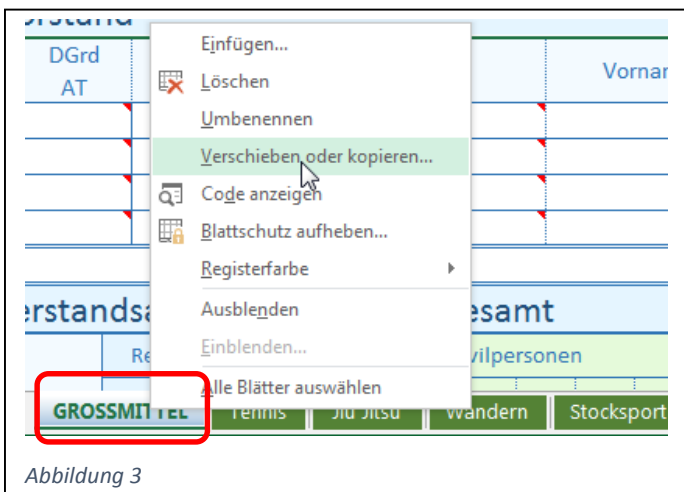 DGrd
AT
Einfügen...
Löschen
Umbenennen
Verschieben oder kopieren...
Code anzeigen
Blattschutz aufheben...
Registerfarbe
Ausblenden
Einblenden...
Alle Blätter auswählen
Vornar
erstandsa
esamt
Re
vilpersonen
GROSSMITTEL Tennis Jiu Jitsu Wandern Stocksport
Abbildung 3